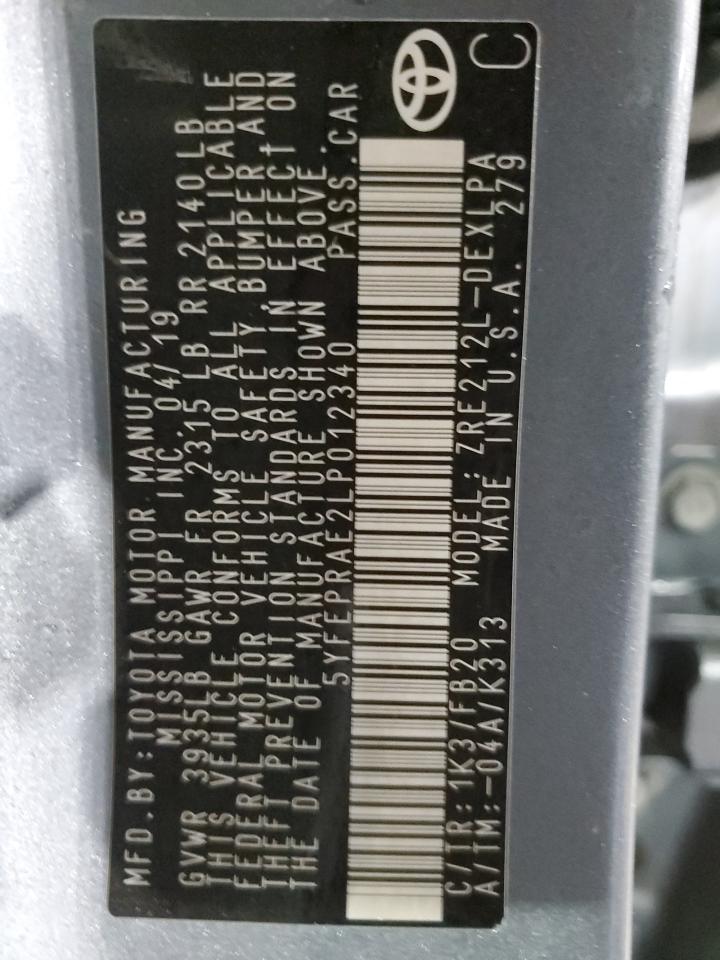 MFD.BY:TOYOTA MOTOR MANUFACTURING
MISSISSIPPI INC. 04/19
GVWR 3935LB GAWR FR 2315 LB RR 2140LB
THIS VEHICLE CONFORMS TO ALL APPLICABLE
FEDERAL MOTOR VEHICLE SAFETY, BUMPER AND
THEFT PREVENTION STANDARDS IN EFFECT ON
THE DATE OF MANUFACTURE SHOWN ABOVE.
5YFEPRAE2LP012340 PASS.CAR
C/TR:1K3/FB20 MODEL:ZRE212L-DEXLPA
A/TM:-04A/K313 MADE IN U.S.A. 279
C